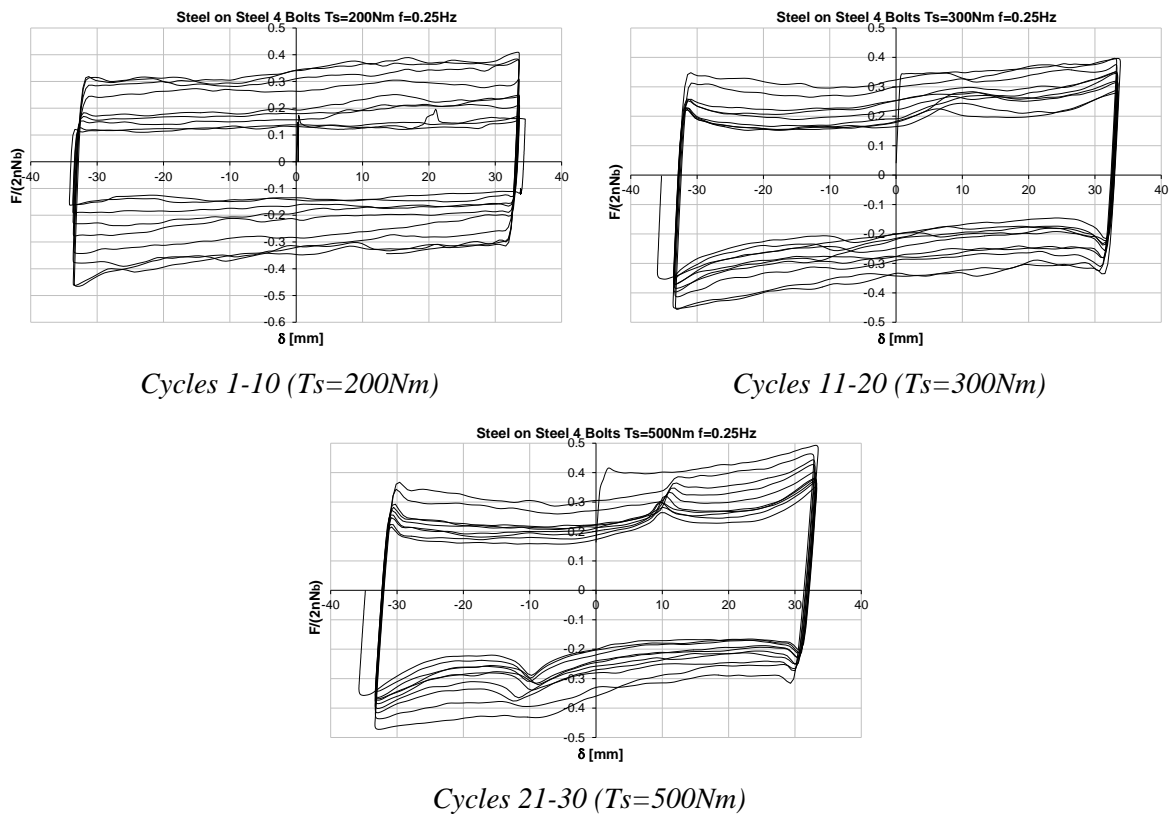 Steel on Steel 4 Bolts Ts=200Nm f=0.25Hz
0.5
0.4
0.3
0.2
0.1
0
-0.1
-0.2
-0.3
-0.4
-0.5
-0.6
-40 -30 -20 -10 0 10 20 30 40
F/(2nNb)
δ [mm]
Cycles 1-10 (Ts=200Nm)
Steel on Steel 4 Bolts Ts=300Nm f=0.25Hz
0.5
0.4
0.3
0.2
0.1
0
-0.1
-0.2
-0.3
-0.4
-0.5
-40 -30 -20 -10 0 10 20 30 40
F/(2nNb)
δ [mm]
Cycles 11-20 (Ts=300Nm)
Steel on Steel 4 Bolts Ts=500Nm f=0.25Hz
0.5
0.4
0.3
0.2
0.1
0
-0.1
-0.2
-0.3
-0.4
-0.5
-40 -30 -20 -10 0 10 20 30 40
F/(2nNb)
δ [mm]
Cycles 21-30 (Ts=500Nm)